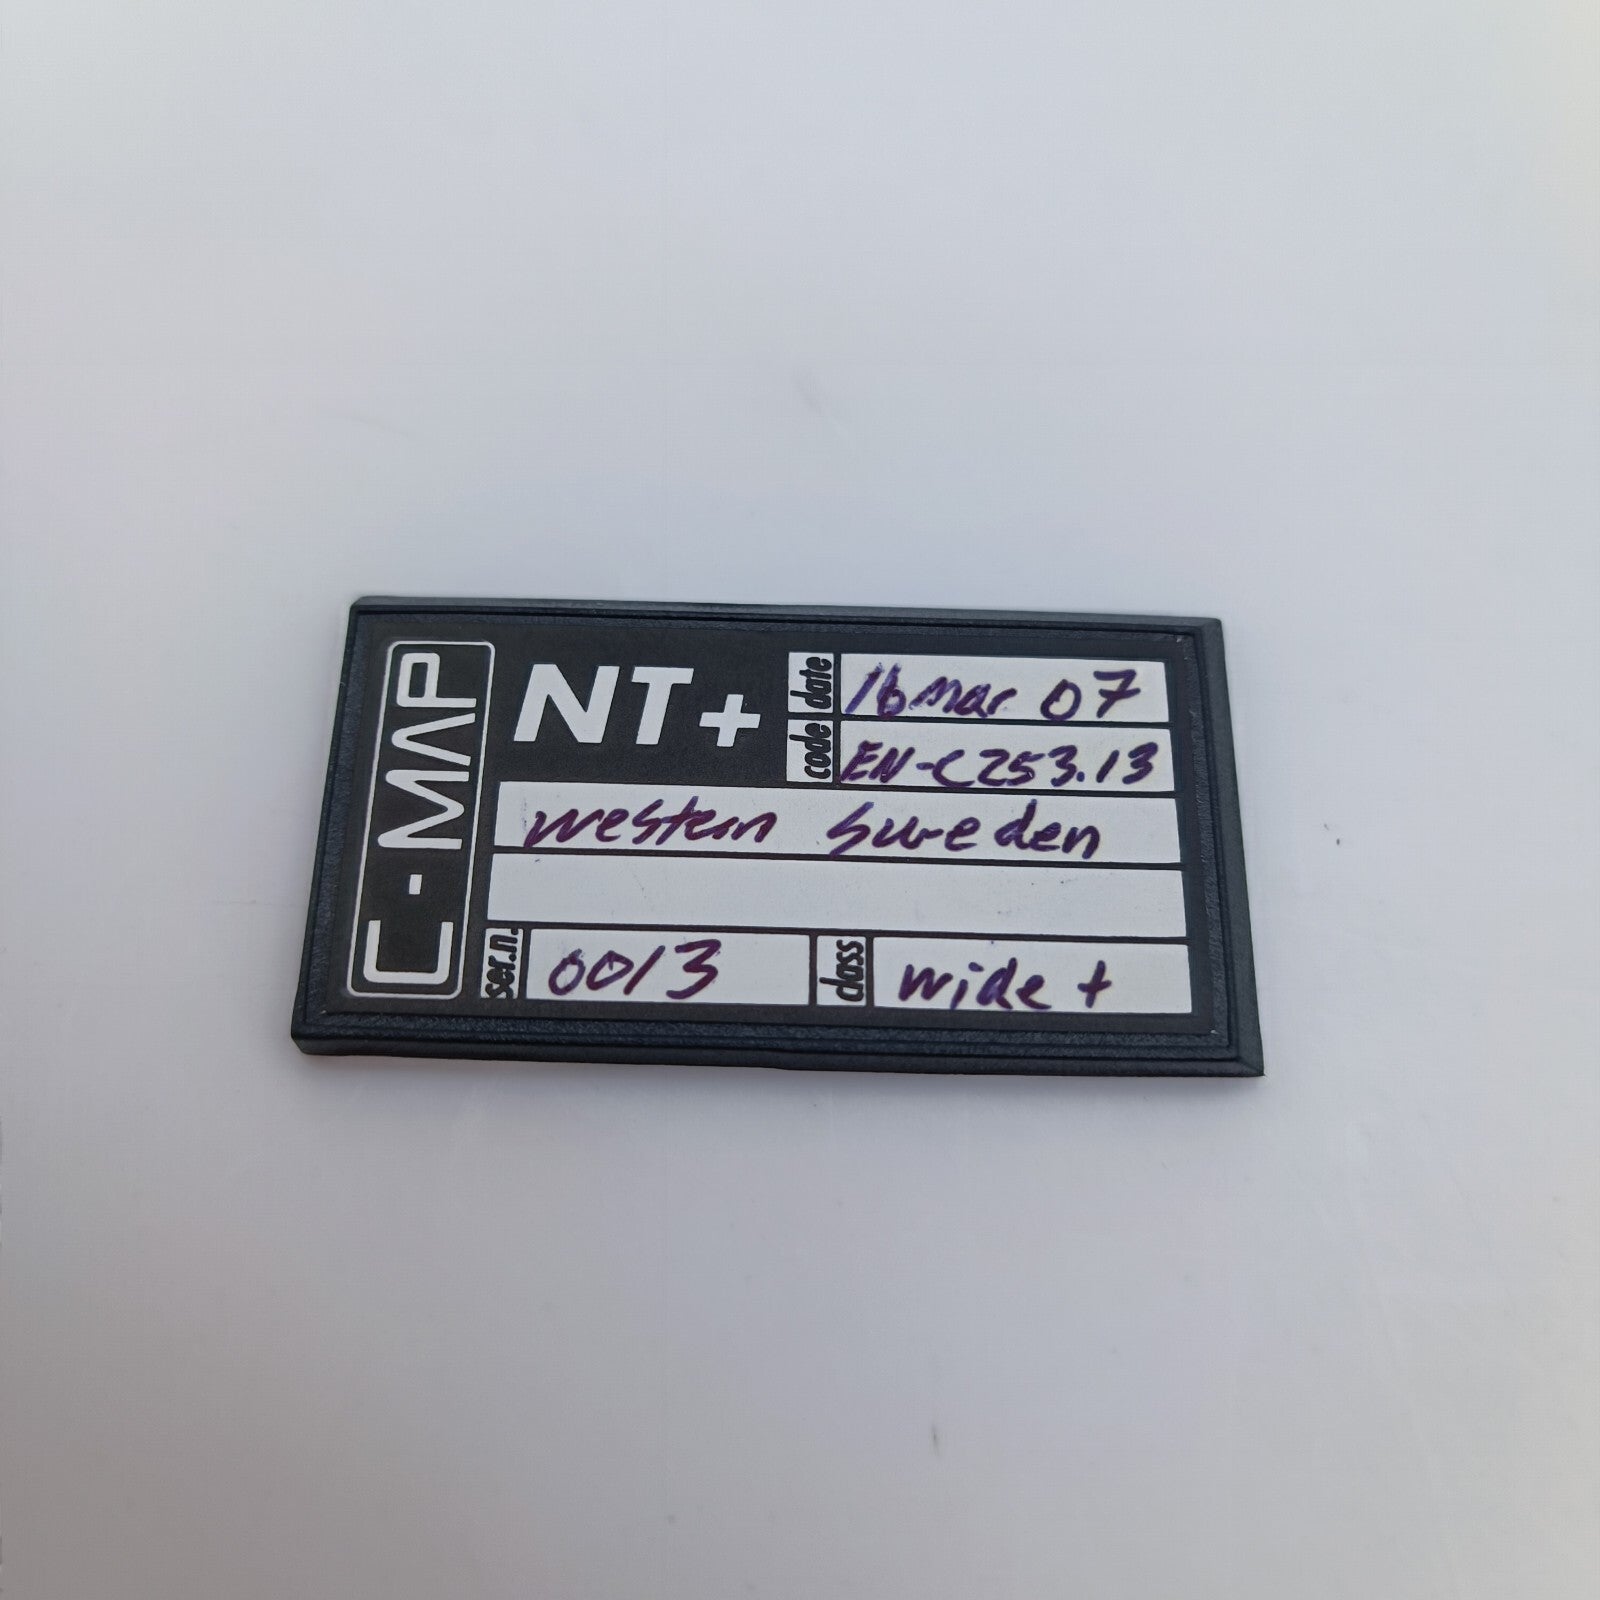 C-MAP
NT+
date 16 Mar 07
code EN-C253.13
western Sweden
ser.n. 0013 class wide +